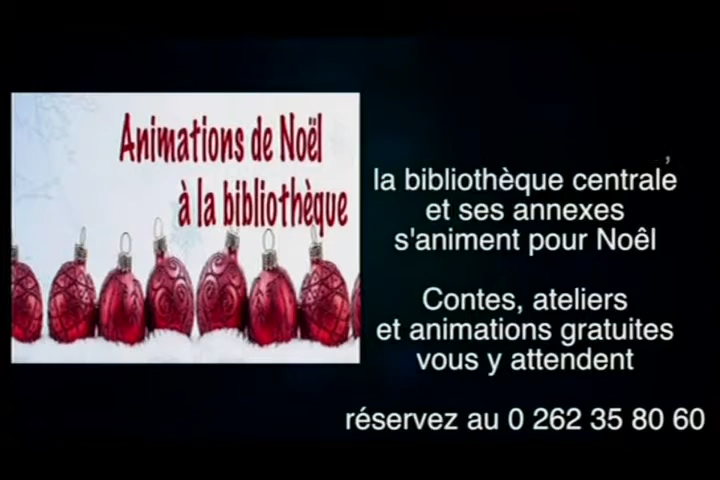 Animations de Noël
à la bibliothèque
la bibliothèque centrale
et ses annexes
s'animent pour Noêl
Contes, ateliers
et animations gratuites
vous y attendent
réservez au 0 262 35 80 60